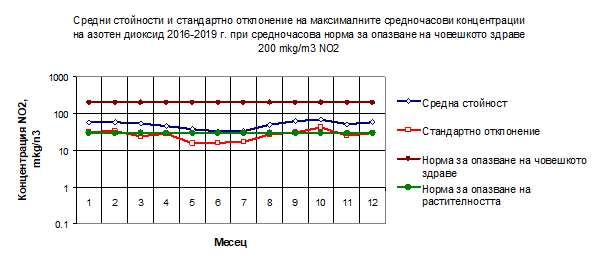 Средни стойности и стандартно отклонение на максималните средночасови концентрации
на азотен диоксид 2016-2019 г. при средночасова норма за опазване на човешкото здраве
200 mkg/m3 NO2
Концентрация NO2,
mkg/n3
1000
100
10
1
0.1
1 2 3 4 5 6 7 8 9 10 11 12
Месец
Средна стойност
Стандартно отклонение
Норма за опазване на човешкото
здраве
Норма за опазване на
растителността